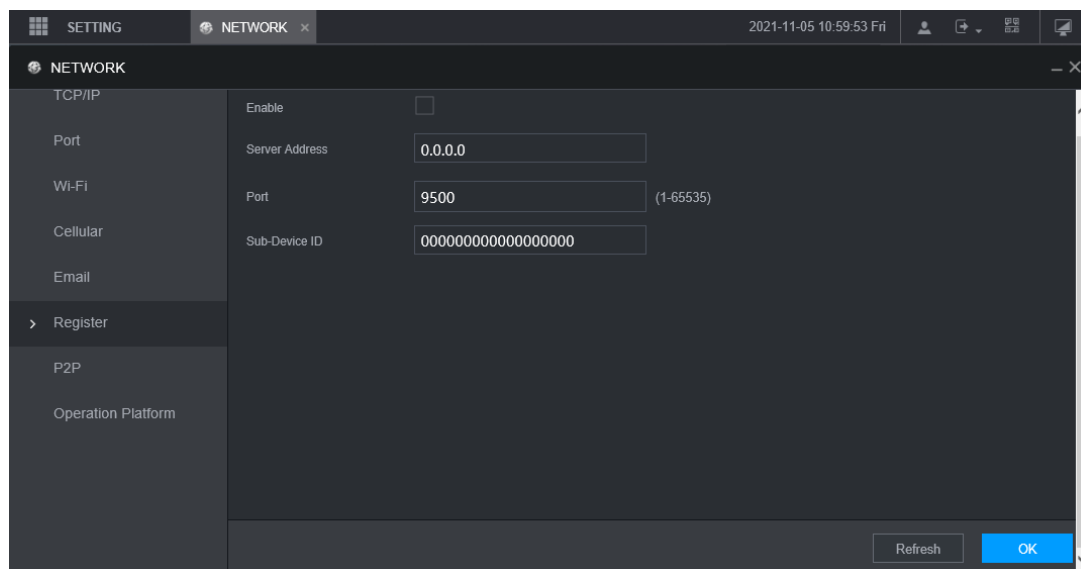 SETTING
NETWORK ×
2021-11-05 10:59:53 Fri
NETWORK
TCP/IP
Port
Wi-Fi
Cellular
Email
Register
P2P
Operation Platform
Enable
Server Address
0.0.0.0
Port
9500
(1-65535)
Sub-Device ID
000000000000000000
Refresh
OK